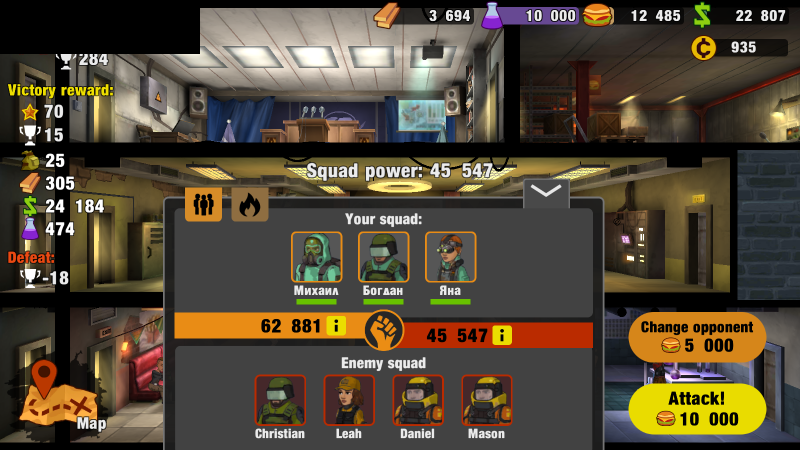 3 694
10 000
12 485
22 807
935
284
Victory reward:
70
15
25
305
24 184
474
Defeat:
-18
Squad power: 45 547
Your squad:
Михаил
Богдан
Яна
62 881 i
45 547 i
Enemy squad
Christian
Leah
Daniel
Mason
Change opponent
5 000
Attack!
10 000
Map